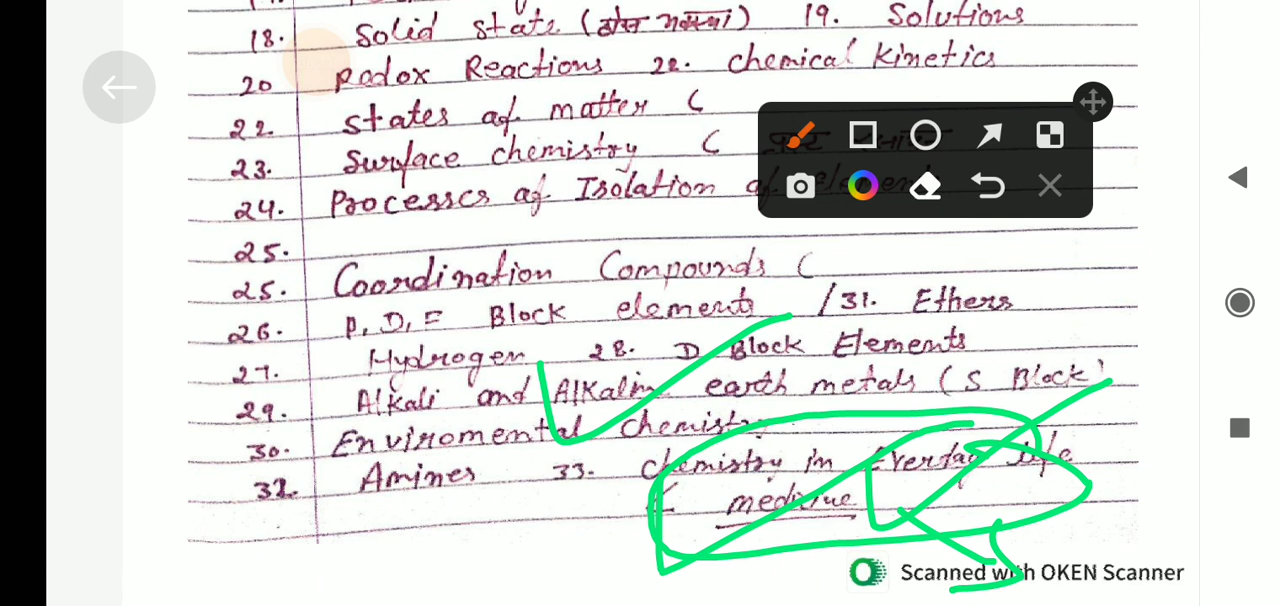 18. Solid state (ठोस अवस्था) 19. Solutions
20 Redox Reactions 22. chemical Kinetics
22. states of matter (
23. Surface chemistry (
24. Processes of Isolation of Elements
25.
25. Coordination Compounds (
26. P, D, F Block elements /31. Ethers
27. Hydrogen 28. D Block Elements
29. Alkali and Alkalin earth metals (S Block)
30. Enviromental chemistry
32. Amines 33. chemistry in Everyday life
( medicine
Scanned with OKEN Scanner